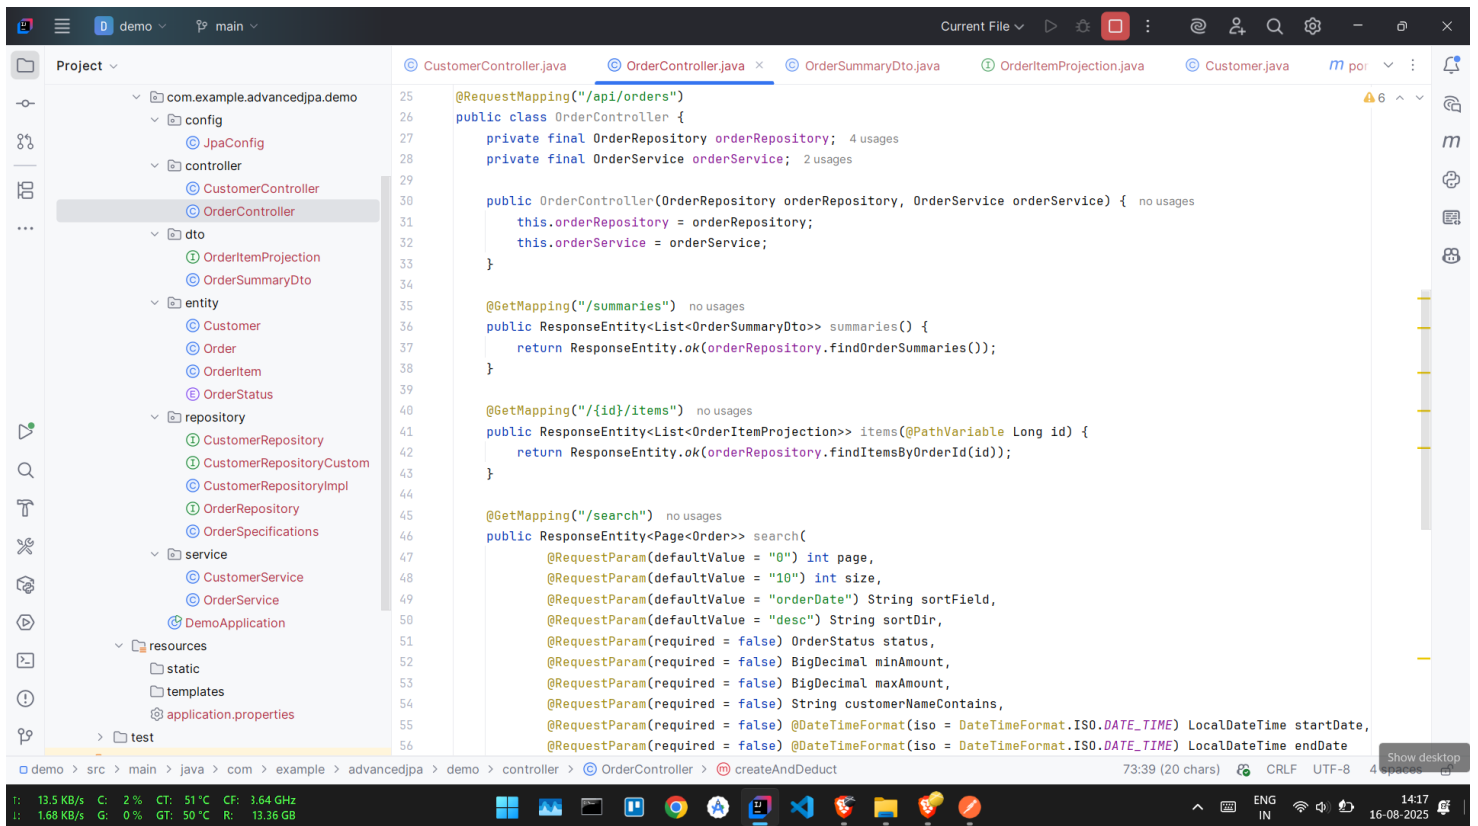 D demo main Current File
Project CustomerController.java OrderController.java OrderSummaryDto.java OrderItemProjection.java Customer.java m por
com.example.advancedjpa.demo
config
JpaConfig
controller
CustomerController
OrderController
dto
OrderItemProjection
OrderSummaryDto
entity
Customer
Order
OrderItem
OrderStatus
repository
CustomerRepository
CustomerRepositoryCustom
CustomerRepositoryImpl
OrderRepository
OrderSpecifications
service
CustomerService
OrderService
DemoApplication
resources
static
templates
application.properties
test
6
25 @RequestMapping("/api/orders")
26 public class OrderController {
27 private final OrderRepository orderRepository; 4 usages
28 private final OrderService orderService; 2 usages
29
30 public OrderController(OrderRepository orderRepository, OrderService orderService) { no usages
31 this.orderRepository = orderRepository;
32 this.orderService = orderService;
33 }
34
35 @GetMapping("/summaries") no usages
36 public ResponseEntity<List<OrderSummaryDto>> summaries() {
37 return ResponseEntity.ok(orderRepository.findOrderSummaries());
38 }
39
40 @GetMapping("/{id}/items") no usages
41 public ResponseEntity<List<OrderItemProjection>> items(@PathVariable Long id) {
42 return ResponseEntity.ok(orderRepository.findItemsByOrderId(id));
43 }
44
45 @GetMapping("/search") no usages
46 public ResponseEntity<Page<Order>> search(
47 @RequestParam(defaultValue = "0") int page,
48 @RequestParam(defaultValue = "10") int size,
49 @RequestParam(defaultValue = "orderDate") String sortField,
50 @RequestParam(defaultValue = "desc") String sortDir,
51 @RequestParam(required = false) OrderStatus status,
52 @RequestParam(required = false) BigDecimal minAmount,
53 @RequestParam(required = false) BigDecimal maxAmount,
54 @RequestParam(required = false) String customerNameContains,
55 @RequestParam(required = false) @DateTimeFormat(iso = DateTimeFormat.ISO.DATE_TIME) LocalDateTime startDate,
56 @RequestParam(required = false) @DateTimeFormat(iso = DateTimeFormat.ISO.DATE_TIME) LocalDateTime endDate
Show desktop
demo > src > main > java > com > example > advancedjpa > demo > controller > OrderController > createAndDeduct 73:39 (20 chars) CRLF UTF-8 4 spaces
13.5 KB/s C: 2 % CT: 51 °C CF: 3.64 GHz
1.68 KB/s G: 0 % GT: 50 °C R: 13.36 GB
ENG
IN
14:17
16-08-2025